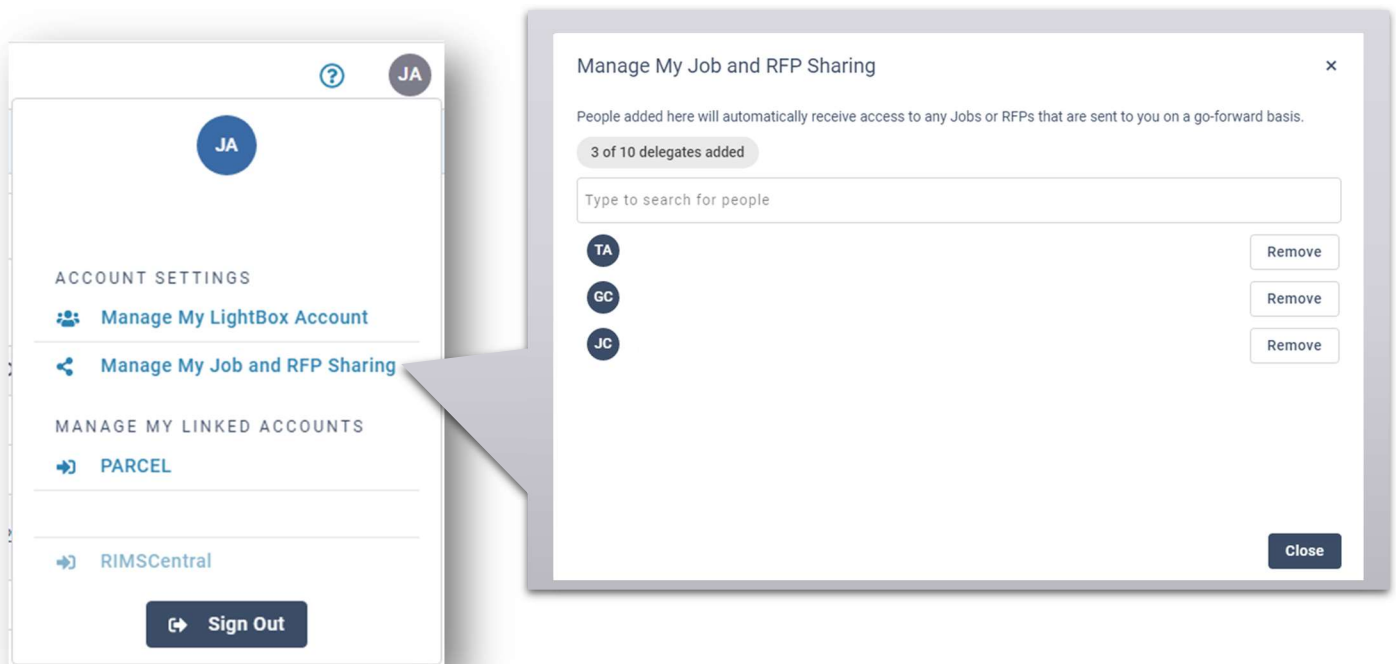 JA
JA
ACCOUNT SETTINGS
Manage My LightBox Account
Manage My Job and RFP Sharing
MANAGE MY LINKED ACCOUNTS
PARCEL
RIMSCentral
Sign Out
Manage My Job and RFP Sharing
People added here will automatically receive access to any Jobs or RFPs that are sent to you on a go-forward basis.
3 of 10 delegates added
Type to search for people
TA Remove
GC Remove
JC Remove
Close